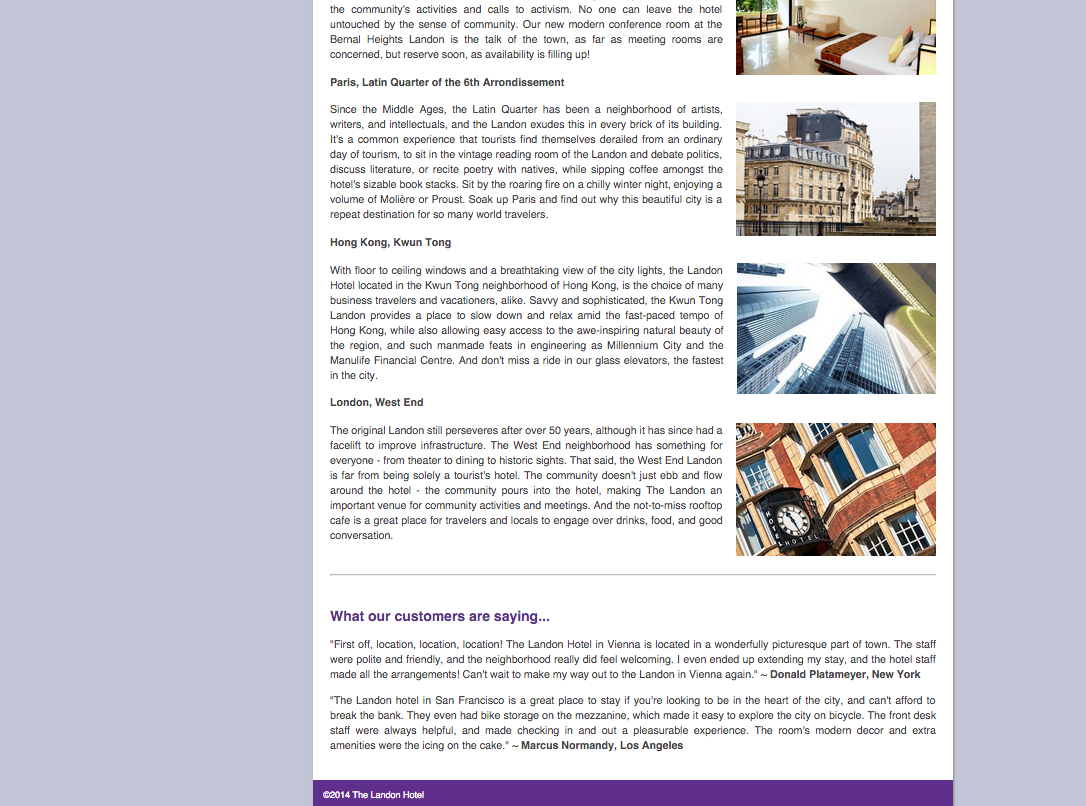 the community's activities and calls to activism. No one can leave the hotel
untouched by the sense of community. Our new modern conference room at the
Bernal Heights Landon is the talk of the town, as far as meeting rooms are
concerned, but reserve soon, as availability is filling up!
Paris, Latin Quarter of the 6th Arrondissement
Since the Middle Ages, the Latin Quarter has been a neighborhood of artists,
writers, and intellectuals, and the Landon exudes this in every brick of its building.
It's a common experience that tourists find themselves derailed from an ordinary
day of tourism, to sit in the vintage reading room of the Landon and debate politics,
discuss literature, or recite poetry with natives, while sipping coffee amongst the
hotel's sizable book stacks. Sit by the roaring fire on a chilly winter night, enjoying a
volume of Molière or Proust. Soak up Paris and find out why this beautiful city is a
repeat destination for so many world travelers.
Hong Kong, Kwun Tong
With floor to ceiling windows and a breathtaking view of the city lights, the Landon
Hotel located in the Kwun Tong neighborhood of Hong Kong, is the choice of many
business travelers and vacationers, alike. Savvy and sophisticated, the Kwun Tong
Landon provides a place to slow down and relax amid the fast-paced tempo of
Hong Kong, while also allowing easy access to the awe-inspiring natural beauty of
the region, and such manmade feats in engineering as Millennium City and the
Manulife Financial Centre. And don't miss a ride in our glass elevators, the fastest
in the city.
London, West End
The original Landon still perseveres after over 50 years, although it has since had a
facelift to improve infrastructure. The West End neighborhood has something for
everyone - from theater to dining to historic sights. That said, the West End Landon
is far from being solely a tourist's hotel. The community doesn't just ebb and flow
around the hotel - the community pours into the hotel, making The Landon an
important venue for community activities and meetings. And the not-to-miss rooftop
cafe is a great place for travelers and locals to engage over drinks, food, and good
conversation.
HOTEL
HOTEL
What our customers are saying...
"First off, location, location, location! The Landon Hotel in Vienna is located in a wonderfully picturesque part of town. The staff
were polite and friendly, and the neighborhood really did feel welcoming. I even ended up extending my stay, and the hotel staff
made all the arrangements! Can't wait to make my way out to the Landon in Vienna again." ~ Donald Platameyer, New York
"The Landon hotel in San Francisco is a great place to stay if you're looking to be in the heart of the city, and can't afford to
break the bank. They even had bike storage on the mezzanine, which made it easy to explore the city on bicycle. The front desk
staff were always helpful, and made checking in and out a pleasurable experience. The room's modern decor and extra
amenities were the icing on the cake." ~ Marcus Normandy, Los Angeles
©2014 The Landon Hotel